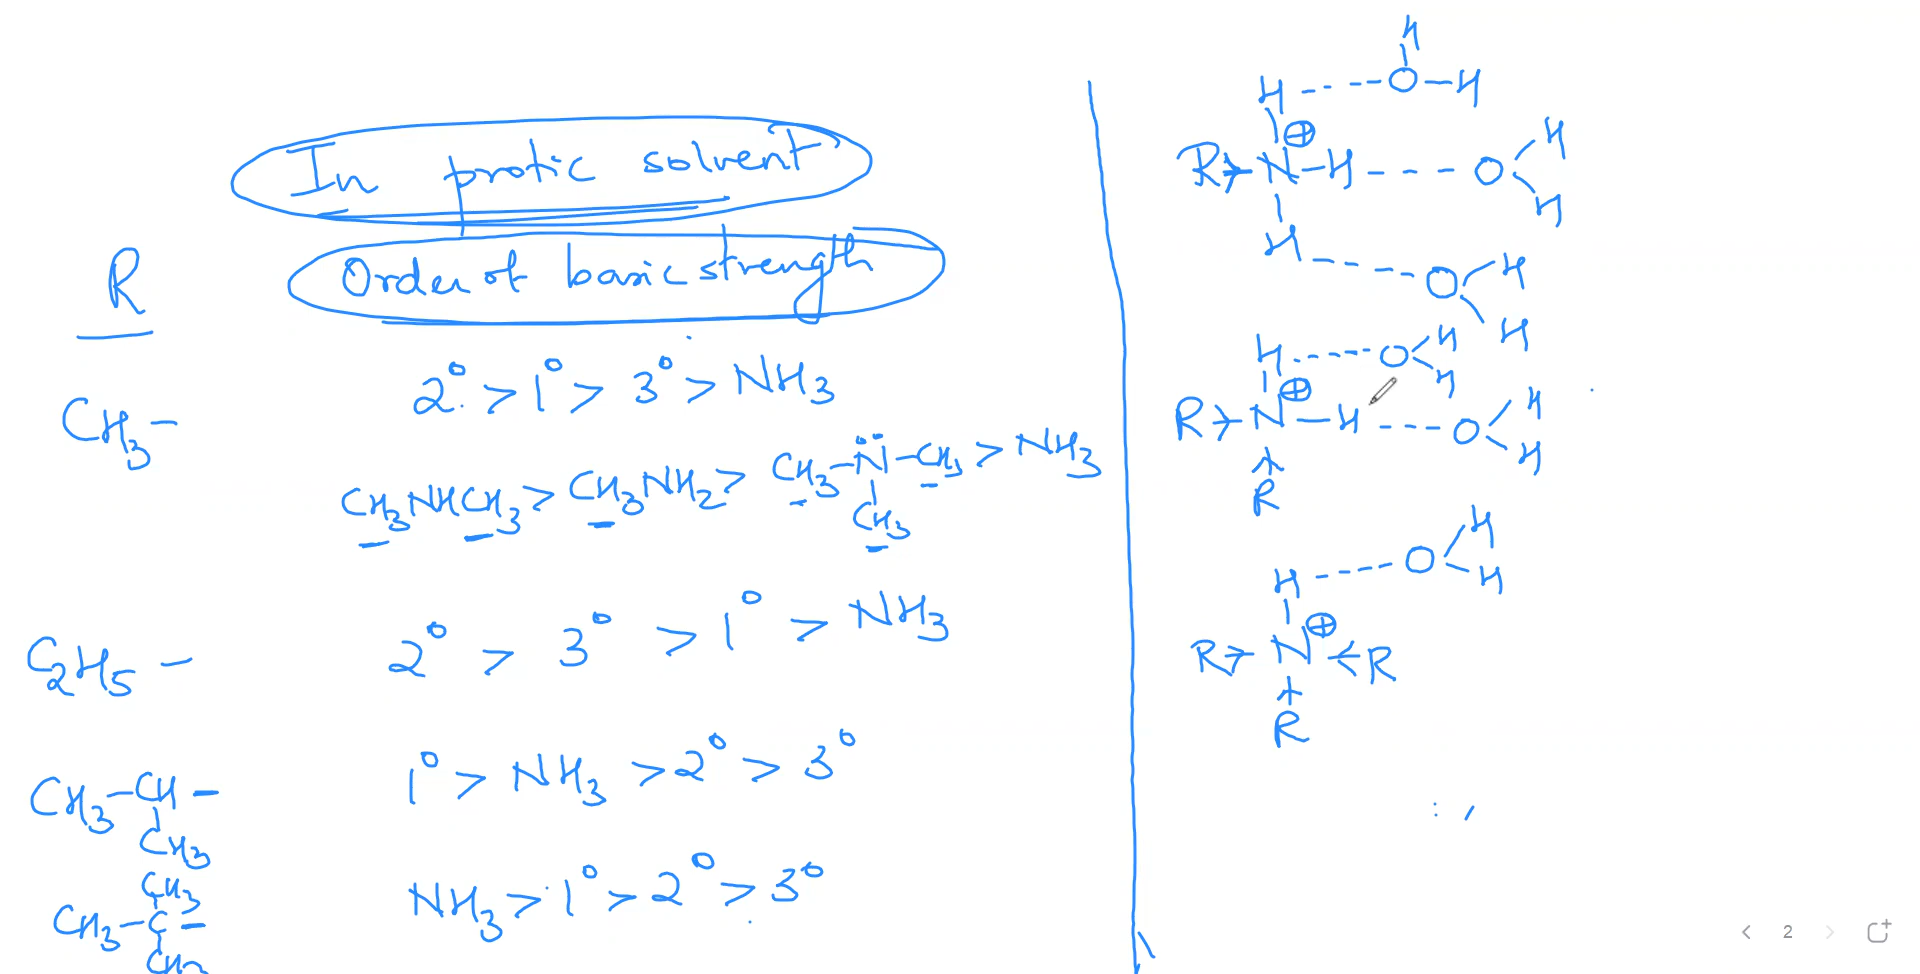 In protic solvent
Order of basic strength
R
CH3–
2° > 1° > 3° > NH3
CH3NHCH3 > CH3NH2 > CH3–N̈–CH3 > NH3
CH3
C2H5 –
2° > 3° > 1° > NH3
CH3–CH–
CH3
1° > NH3 > 2° > 3°
CH3
CH3–C–
NH3 > 1° > 2° > 3°
H
H ---- O–H
⊕
R→N–H ---- O
H
H
H ---- O
H
H
H ---- O
H
H
⊕
R→N–H --- O
H
H
R
H ---- O
H
H
⊕
R→N←R
R
2